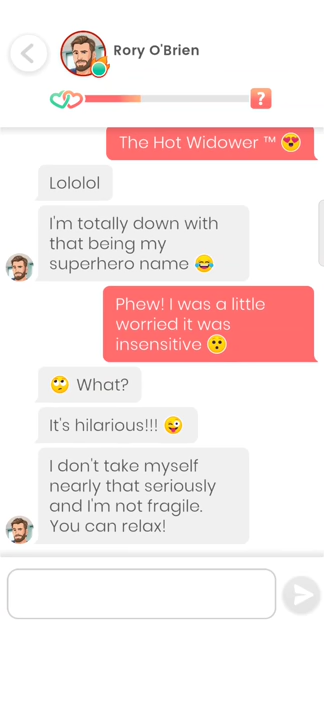 Rory O'Brien
?
The Hot Widower ™ 😍
Lololol
I'm totally down with
that being my
superhero name 😂
Phew! I was a little
worried it was
insensitive 😯
🙄 What?
It's hilarious!!! 😜
I don't take myself
nearly that seriously
and I'm not fragile.
You can relax!